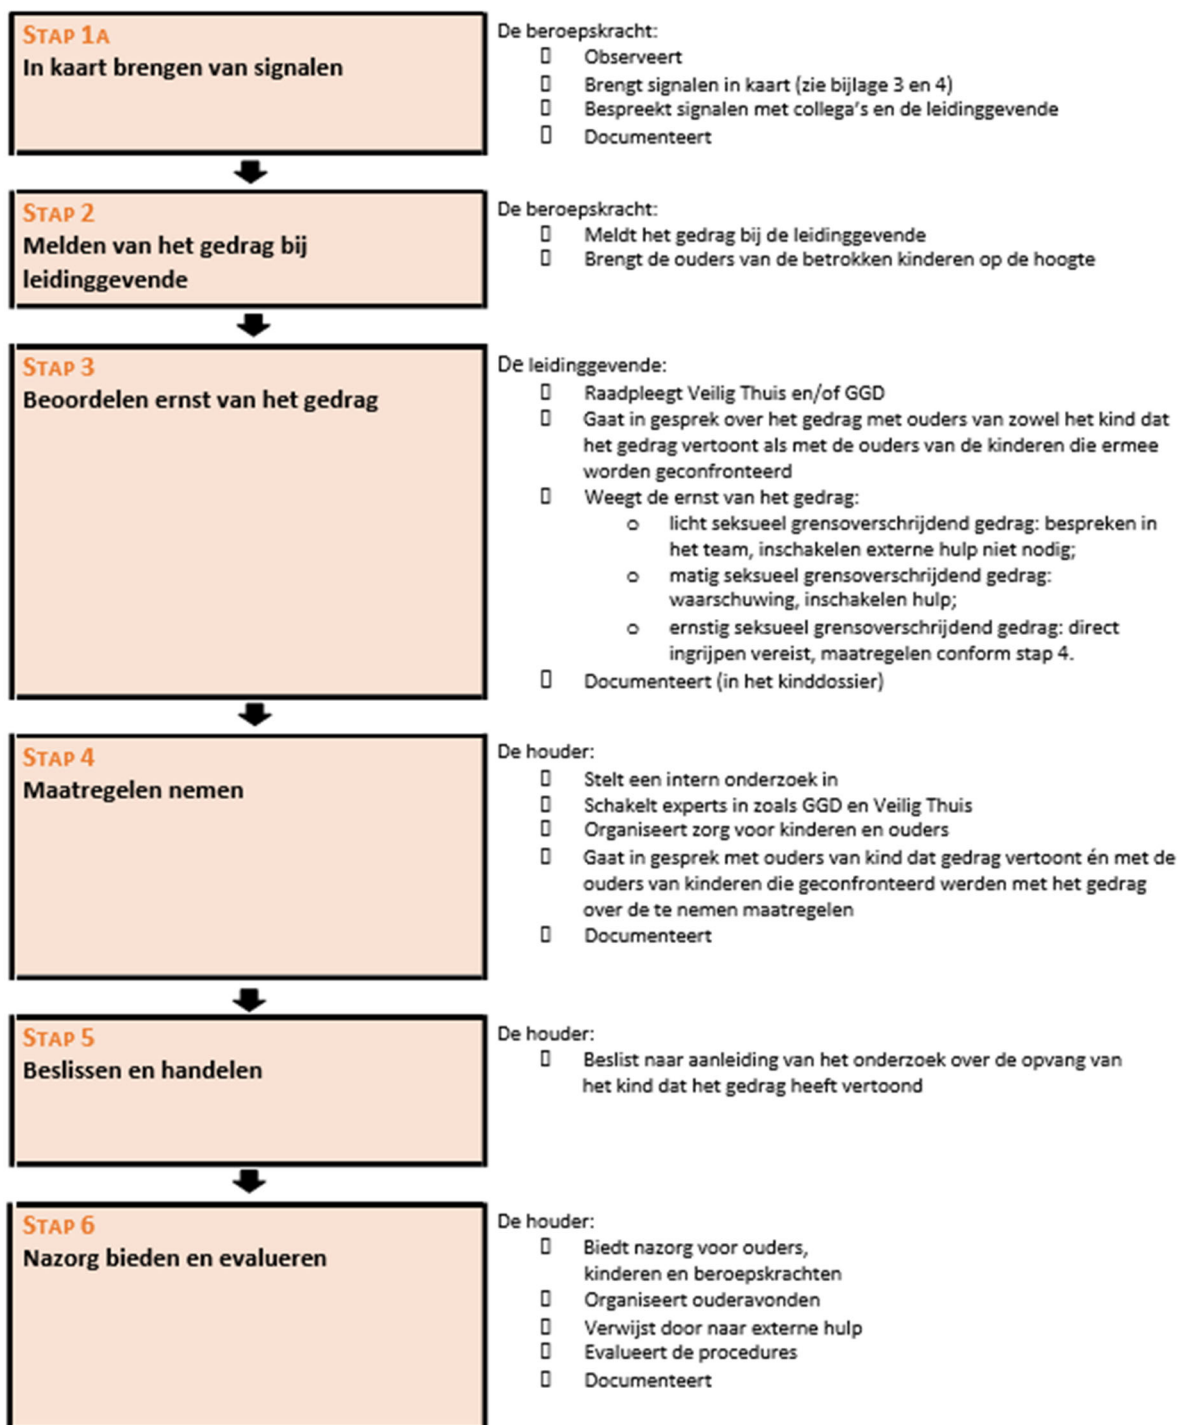 STAP 1A
In kaart brengen van signalen
De beroepskracht:
Observeert
Brengt signalen in kaart (zie bijlage 3 en 4)
Bespreekt signalen met collega's en de leidinggevende
Documenteert
STAP 2
Melden van het gedrag bij
leidinggevende
De beroepskracht:
Meldt het gedrag bij de leidinggevende
Brengt de ouders van de betrokken kinderen op de hoogte
STAP 3
Beoordelen ernst van het gedrag
De leidinggevende:
Raadpleegt Veilig Thuis en/of GGD
Gaat in gesprek over het gedrag met ouders van zowel het kind dat
het gedrag vertoont als met de ouders van de kinderen die ermee
worden geconfronteerd
Weegt de ernst van het gedrag:
o licht seksueel grensoverschrijdend gedrag: bespreken in
het team, inschakelen externe hulp niet nodig;
o matig seksueel grensoverschrijdend gedrag:
waarschuwing, inschakelen hulp;
o ernstig seksueel grensoverschrijdend gedrag: direct
ingrijpen vereist, maatregelen conform stap 4.
Documenteert (in het kinddossier)
STAP 4
Maatregelen nemen
De houder:
Stelt een intern onderzoek in
Schakelt experts in zoals GGD en Veilig Thuis
Organiseert zorg voor kinderen en ouders
Gaat in gesprek met ouders van kind dat gedrag vertoont én met de
ouders van kinderen die geconfronteerd werden met het gedrag
over de te nemen maatregelen
Documenteert
STAP 5
Beslissen en handelen
De houder:
Beslist naar aanleiding van het onderzoek over de opvang van
het kind dat het gedrag heeft vertoond
STAP 6
Nazorg bieden en evalueren
De houder:
Biedt nazorg voor ouders,
kinderen en beroepskrachten
Organiseert ouderavonden
Verwijst door naar externe hulp
Evalueert de procedures
Documenteert